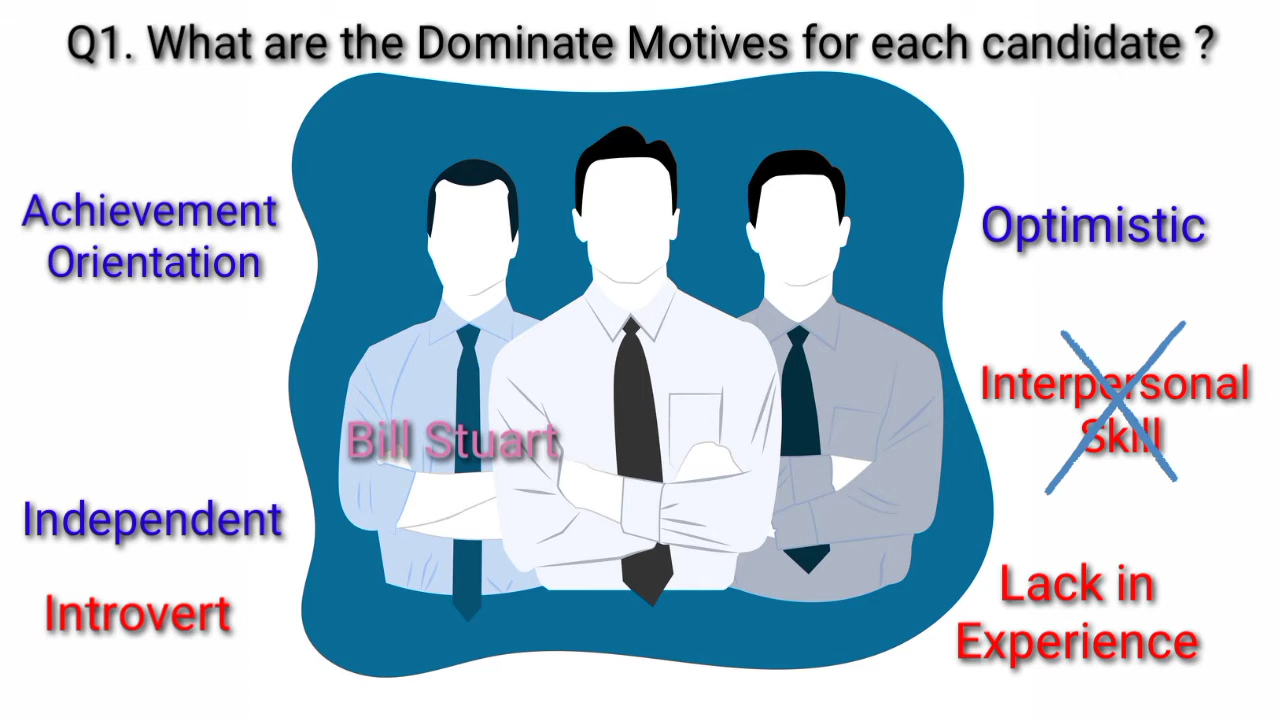 Q1. What are the Dominate Motives for each candidate ?
Achievement
Orientation
Optimistic
Interpersonal
Skill
Bill Stuart
Independent
Introvert
Lack in
Experience